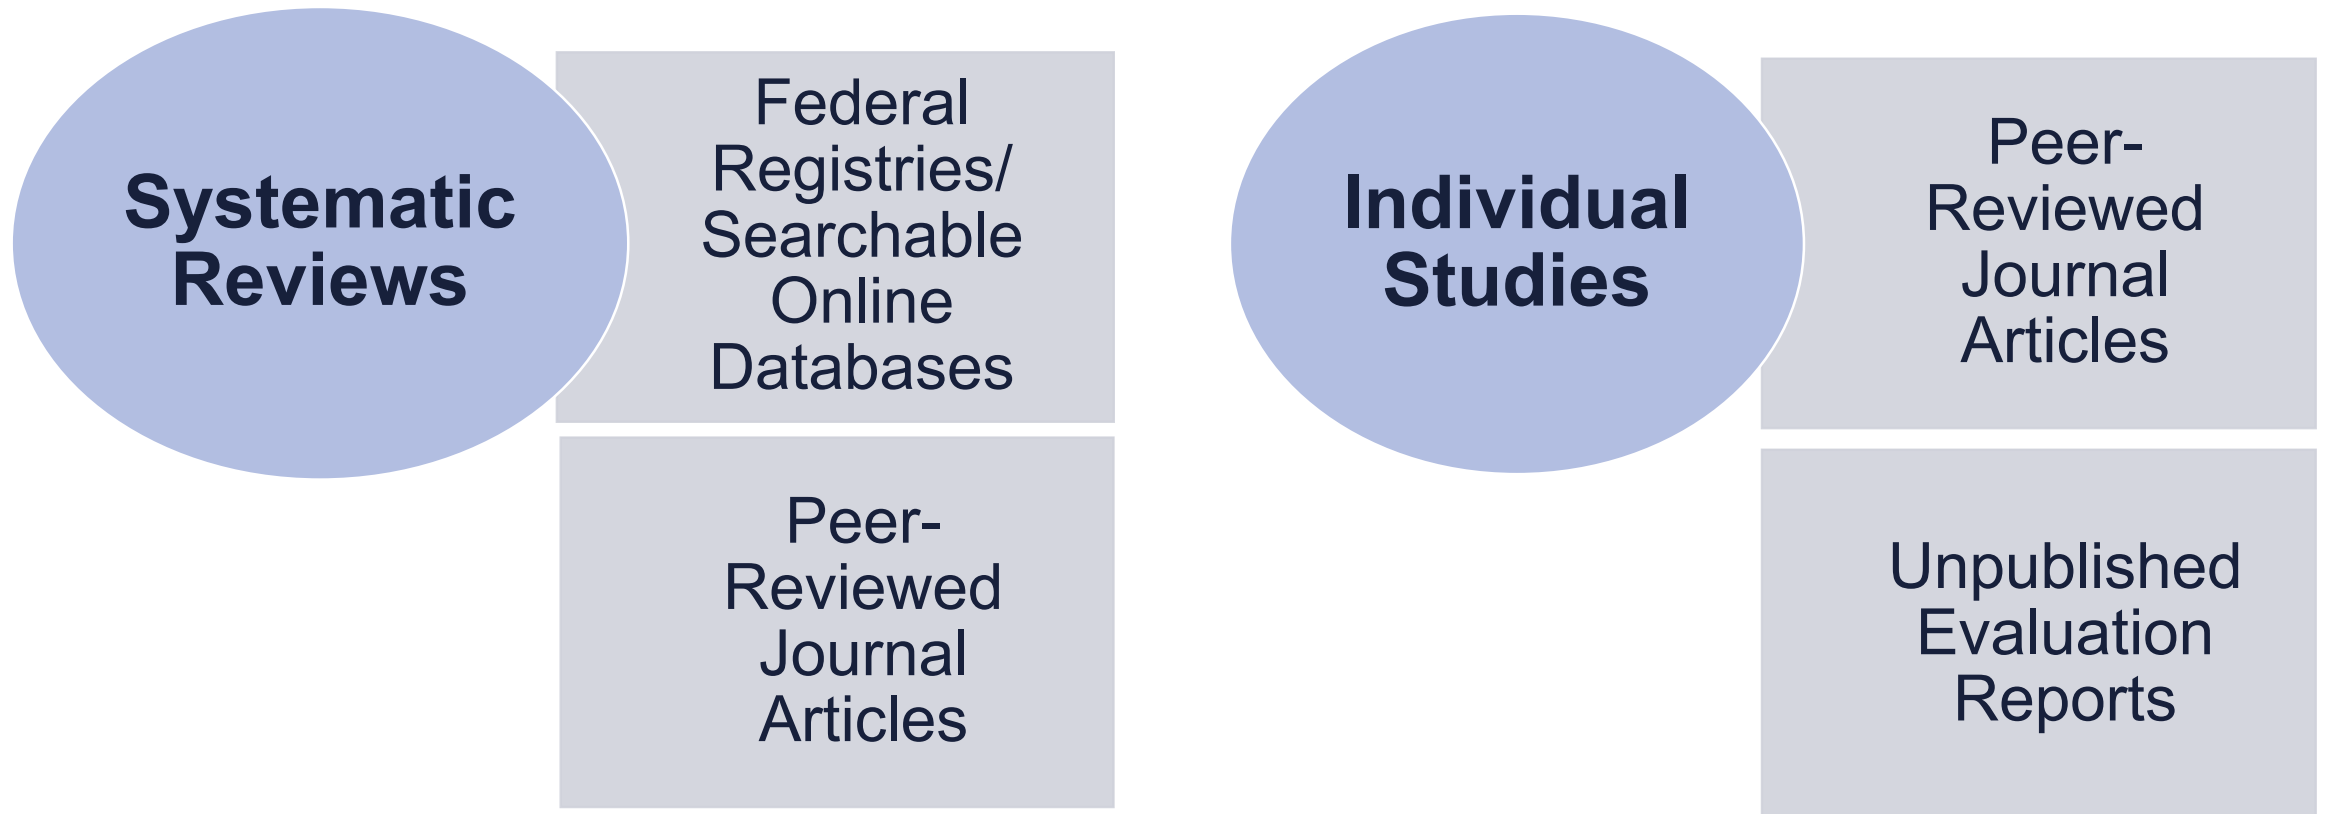 Systematic
Reviews
Federal
Registries/
Searchable
Online
Databases
Peer-
Reviewed
Journal
Articles
Individual
Studies
Peer-
Reviewed
Journal
Articles
Unpublished
Evaluation
Reports